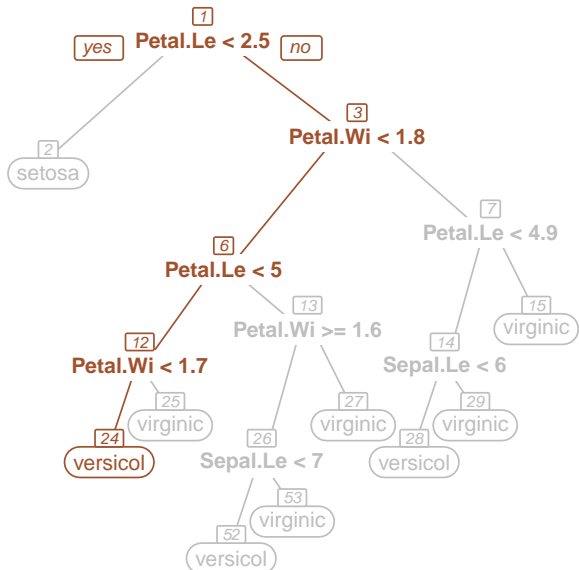 1
yes Petal.Le < 2.5 no
3
Petal.Wi < 1.8
2
setosa
7
Petal.Le < 4.9
6
Petal.Le < 5
13
Petal.Wi >= 1.6
15
virginic
12
Petal.Wi < 1.7
14
Sepal.Le < 6
25
virginic
27
virginic
29
virginic
24
versicol
26
Sepal.Le < 7
28
versicol
53
virginic
52
versicol